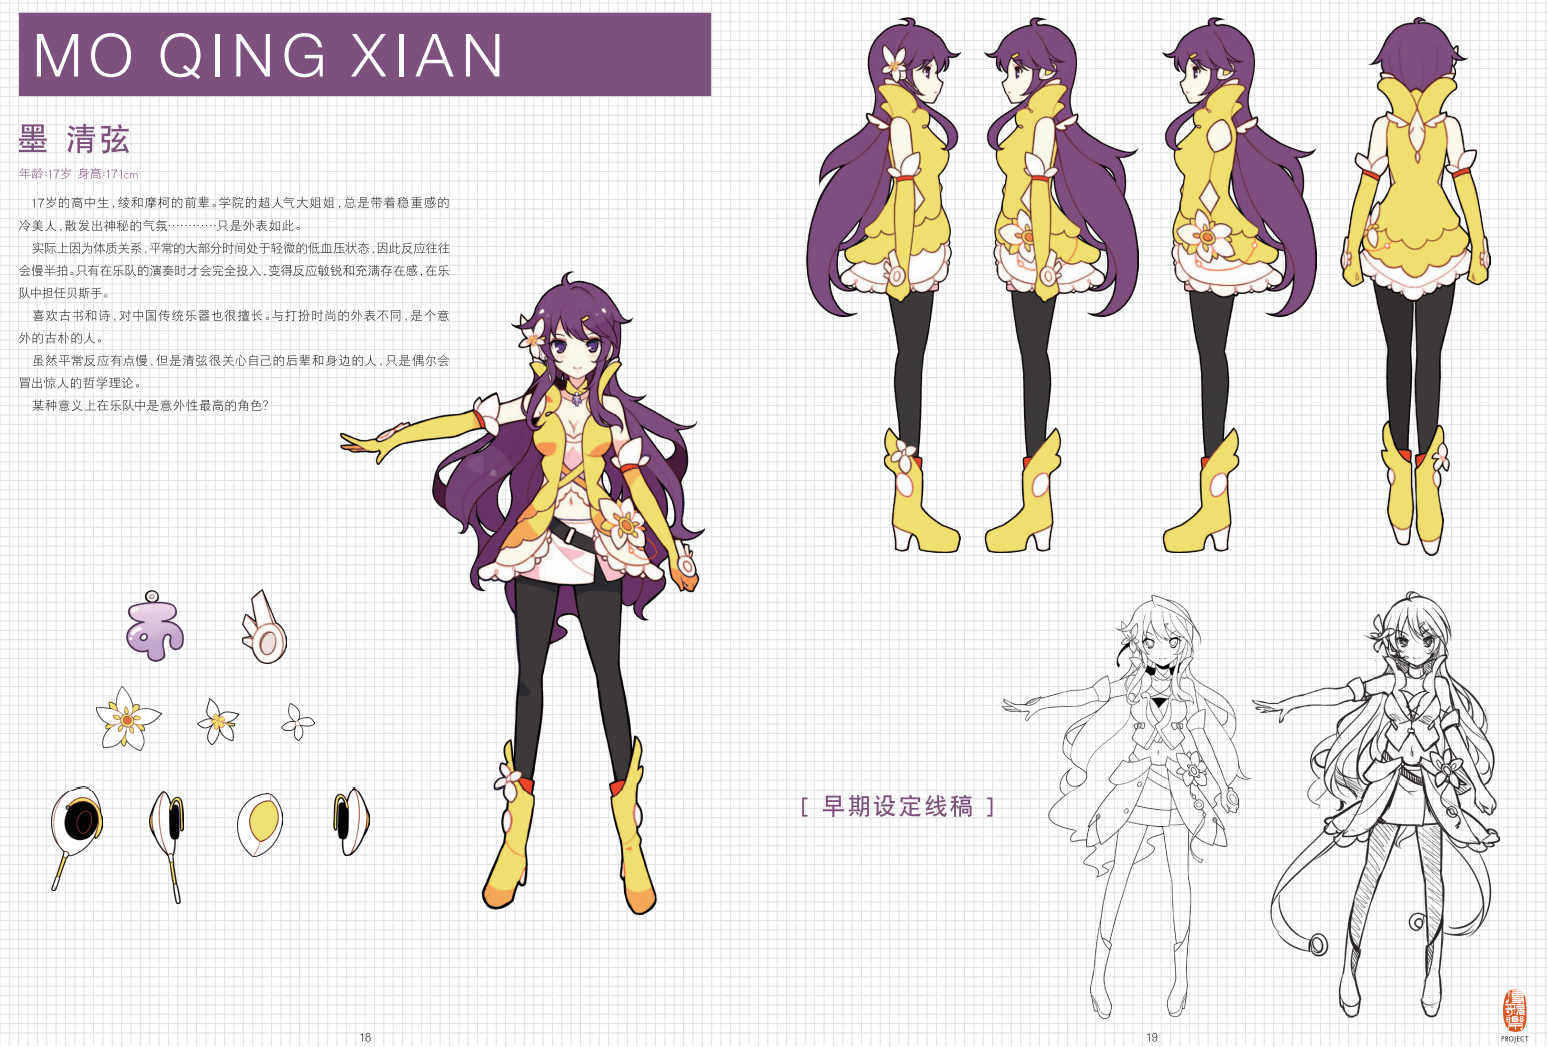 MO QING XIAN
墨 清弦
年龄:17岁 身高:171cm
17岁的高中生,绫和摩柯的前辈。学院的超人气大姐姐,总是带着稳重感的
冷美人,散发出神秘的气氛…………只是外表如此。
实际上因为体质关系,平常的大部分时间处于轻微的低血压状态,因此反应往往
会慢半拍。只有在乐队的演奏时才会完全投入,变得反应敏锐和充满存在感,在乐
队中担任贝斯手。
喜欢古书和诗,对中国传统乐器也很擅长。与打扮时尚的外表不同,是个意
外的古朴的人。
虽然平常反应有点慢,但是清弦很关心自己的后辈和身边的人,只是偶尔会
冒出惊人的哲学理论。
某种意义上在乐队中是意外性最高的角色?
[ 早期设定线稿 ]
18
19
PROJECT